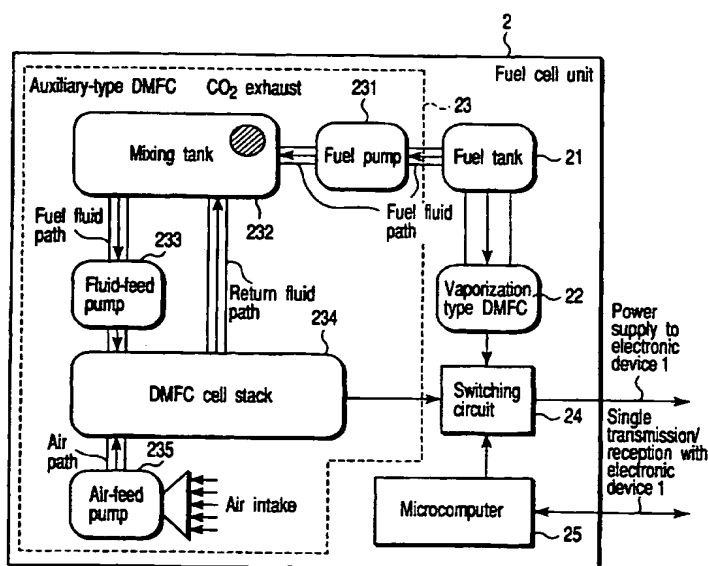 2
Fuel cell unit
Auxiliary-type DMFC
CO2 exhaust
231
23
Mixing tank
Fuel pump
Fuel tank
21
232
Fuel fluid
path
Fuel fluid
path
233
Fluid-feed
pump
Return fluid
path
Vaporization
type DMFC
22
234
Power
supply to
electronic
device 1
DMFC cell stack
Switching
circuit
24
Single
transmission/
reception with
electronic
device 1
Air
path
235
Air-feed
pump
Air intake
Microcomputer
25